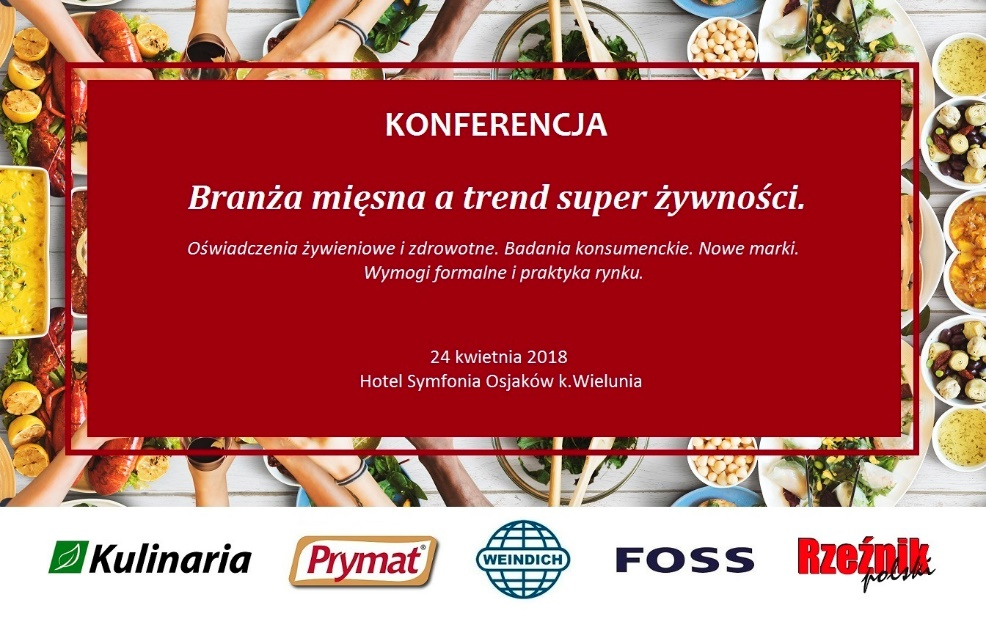 KONFERENCJA
Branża mięsna a trend super żywności.
Oświadczenia żywieniowe i zdrowotne. Badania konsumenckie. Nowe marki.
Wymogi formalne i praktyka rynku.
24 kwietnia 2018
Hotel Symfonia Osjaków k.Wielunia
Kulinaria
Prymat®
WEINDICH
FOSS
Rzeźnik
polski